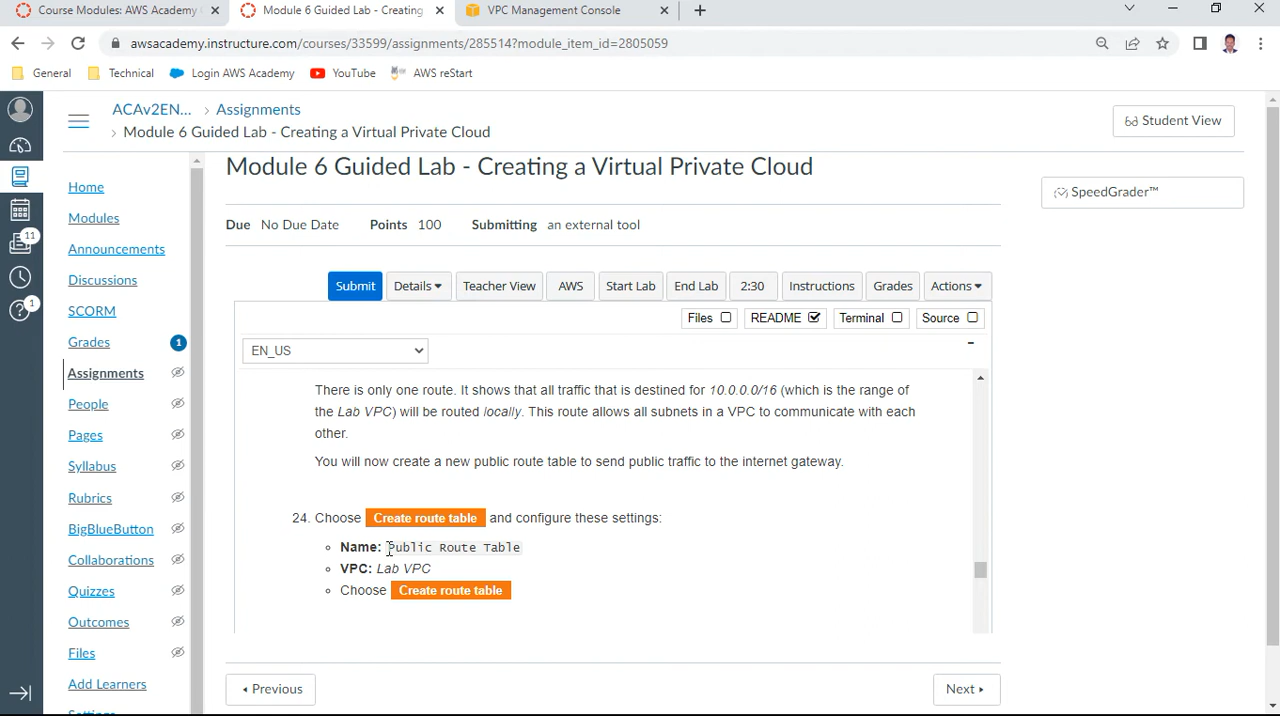 Course Modules: AWS Academy
Module 6 Guided Lab - Creating
VPC Management Console
awsacademy.instructure.com/courses/33599/assignments/285514?module_item_id=2805059
General
Technical
Login AWS Academy
YouTube
AWS reStart
ACAv2EN...
Assignments
Module 6 Guided Lab - Creating a Virtual Private Cloud
Student View
Home
Modules
Announcements
Discussions
SCORM
Grades
1
Assignments
People
Pages
Syllabus
Rubrics
BigBlueButton
Collaborations
Quizzes
Outcomes
Files
Add Learners
11
1
Module 6 Guided Lab - Creating a Virtual Private Cloud
SpeedGrader™
Due No Due Date Points 100 Submitting an external tool
Submit Details Teacher View AWS Start Lab End Lab 2:30 Instructions Grades Actions
Files README Terminal Source
EN_US
There is only one route. It shows that all traffic that is destined for 10.0.0.0/16 (which is the range of
the Lab VPC) will be routed locally. This route allows all subnets in a VPC to communicate with each
other.
You will now create a new public route table to send public traffic to the internet gateway.
24. Choose Create route table and configure these settings:
Name: Public Route Table
VPC: Lab VPC
Choose Create route table
Previous
Next